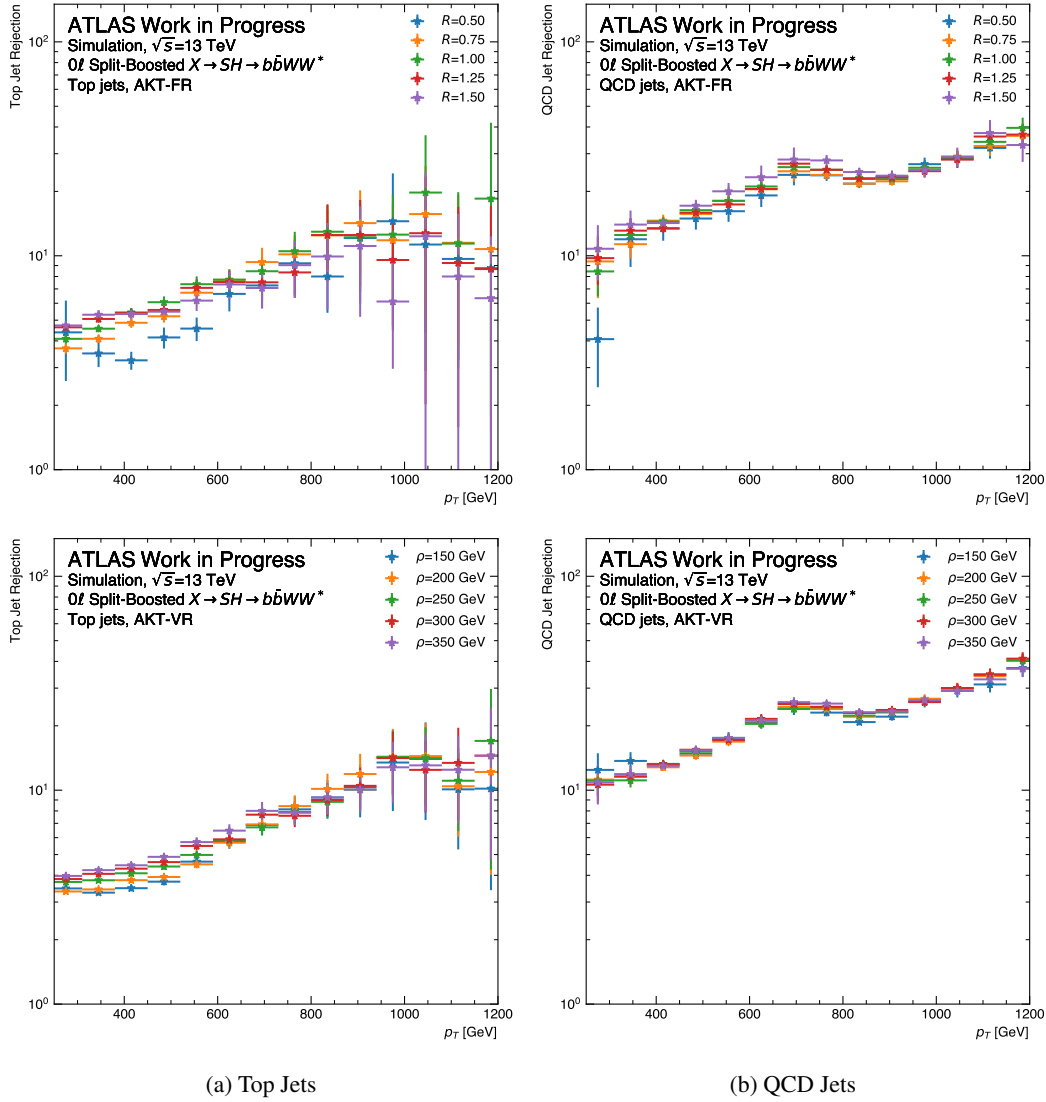 ATLAS Work in Progress
Simulation, √s=13 TeV
0ℓ Split-Boosted X → SH → bb̄WW*
Top jets, AKT-FR
R=0.50
R=0.75
R=1.00
R=1.25
R=1.50
Top Jet Rejection
10²
10¹
10⁰
400 600 800 1000 1200
p_T [GeV]
ATLAS Work in Progress
Simulation, √s=13 TeV
0ℓ Split-Boosted X → SH → bb̄WW*
QCD jets, AKT-FR
R=0.50
R=0.75
R=1.00
R=1.25
R=1.50
QCD Jet Rejection
10²
10¹
10⁰
400 600 800 1000 1200
p_T [GeV]
ATLAS Work in Progress
Simulation, √s=13 TeV
0ℓ Split-Boosted X → SH → bb̄WW*
Top jets, AKT-VR
ρ=150 GeV
ρ=200 GeV
ρ=250 GeV
ρ=300 GeV
ρ=350 GeV
Top Jet Rejection
10²
10¹
10⁰
400 600 800 1000 1200
p_T [GeV]
ATLAS Work in Progress
Simulation, √s=13 TeV
0ℓ Split-Boosted X → SH → bb̄WW*
QCD jets, AKT-VR
ρ=150 GeV
ρ=200 GeV
ρ=250 GeV
ρ=300 GeV
ρ=350 GeV
QCD Jet Rejection
10²
10¹
10⁰
400 600 800 1000 1200
p_T [GeV]
(a) Top Jets
(b) QCD Jets